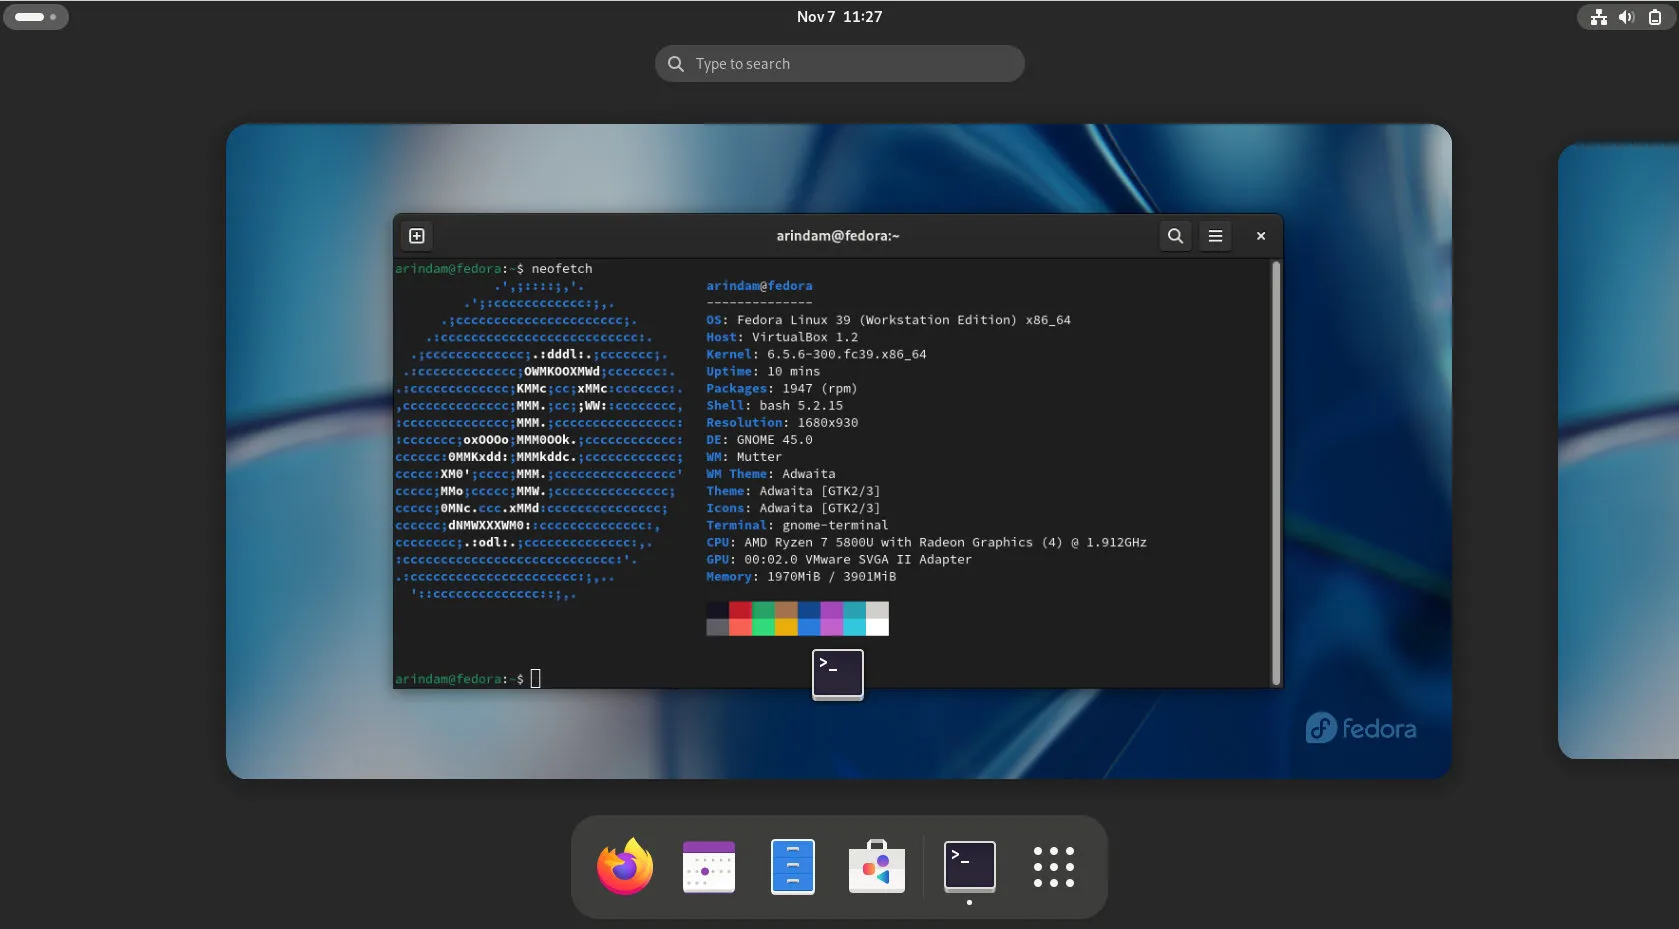 Nov 7 11:27
Type to search
arindam@fedora:~
arindam@fedora:~$ neofetch
.',;::::;,'.
.';:cccccccccccc:;,.
.;cccccccccccccccccccccc;.
.:cccccccccccccccccccccccccc:.
.;ccccccccccccc;.:dddl:.;ccccccc;.
.:ccccccccccccc;OWMKOOXMWd;ccccccc:.
.:ccccccccccccc;KMMc;cc;xMMc:ccccccc:.
,cccccccccccccc;MMM.;cc;;WW::cccccccc,
:cccccccccccccc;MMM.;cccccccccccccccc:
:ccccccc;oxOOOo;MMM0OOk.;cccccccccccc:
cccccc:0MMKxdd:;MMMkddc.;cccccccccccc;
ccccc:XM0';cccc;MMM.;cccccccccccccccc'
ccccc;MMo;ccccc;MMW.;ccccccccccccccc;
ccccc;0MNc.ccc.xMMd:ccccccccccccccc;
cccccc;dNMWXXXWM0::cccccccccccccc:,
cccccccc;.:odl:.;cccccccccccccc:,.
:cccccccccccccccccccccccccccc:'.
.:cccccccccccccccccccccc:;,..
'::cccccccccccccc::;,.
arindam@fedora
--------------
OS: Fedora Linux 39 (Workstation Edition) x86_64
Host: VirtualBox 1.2
Kernel: 6.5.6-300.fc39.x86_64
Uptime: 10 mins
Packages: 1947 (rpm)
Shell: bash 5.2.15
Resolution: 1680x930
DE: GNOME 45.0
WM: Mutter
WM Theme: Adwaita
Theme: Adwaita [GTK2/3]
Icons: Adwaita [GTK2/3]
Terminal: gnome-terminal
CPU: AMD Ryzen 7 5800U with Radeon Graphics (4) @ 1.912GHz
GPU: 00:02.0 VMware SVGA II Adapter
Memory: 1970MiB / 3901MiB
arindam@fedora:~$
>_
fedora
>_